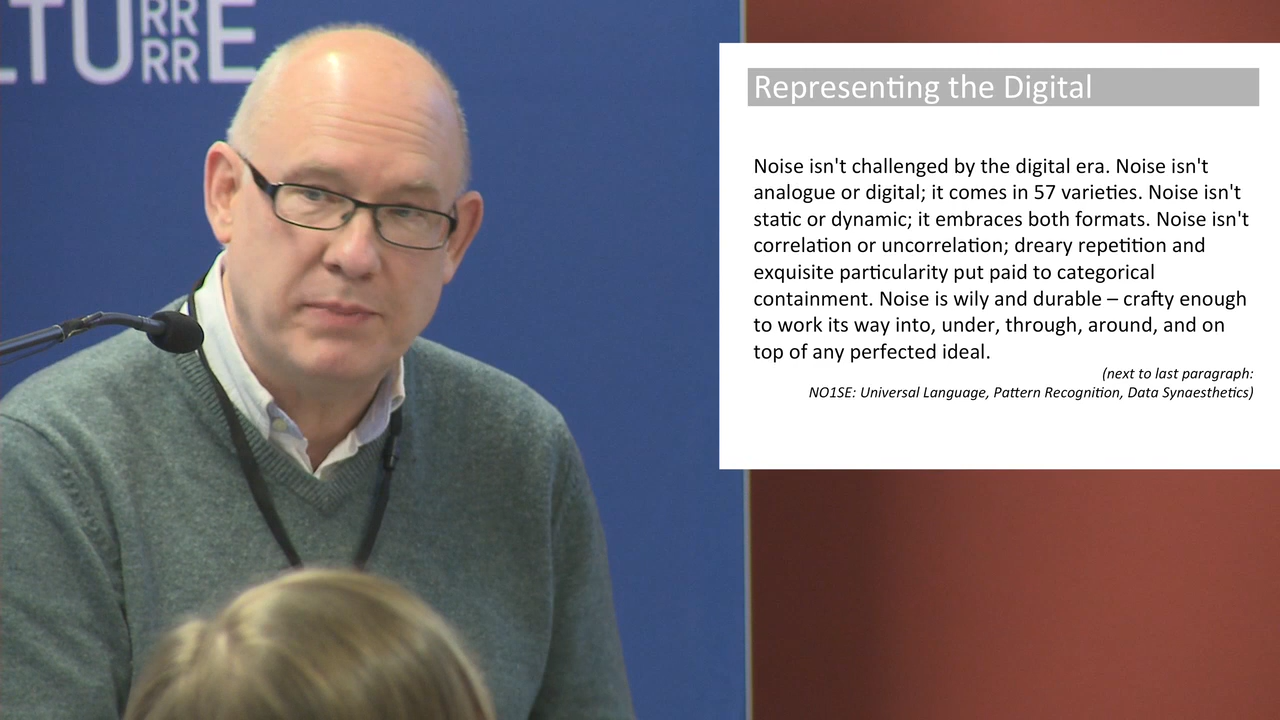 LTURRE
RR
Representing the Digital
Noise isn't challenged by the digital era. Noise isn't
analogue or digital; it comes in 57 varieties. Noise isn't
static or dynamic; it embraces both formats. Noise isn't
correlation or uncorrelation; dreary repetition and
exquisite particularity put paid to categorical
containment. Noise is wily and durable – crafty enough
to work its way into, under, through, around, and on
top of any perfected ideal.
(next to last paragraph:
NO1SE: Universal Language, Pattern Recognition, Data Synaesthetics)